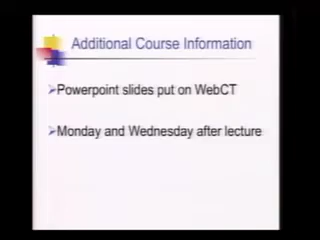 Additional Course Information
Powerpoint slides put on WebCT
Monday and Wednesday after lecture